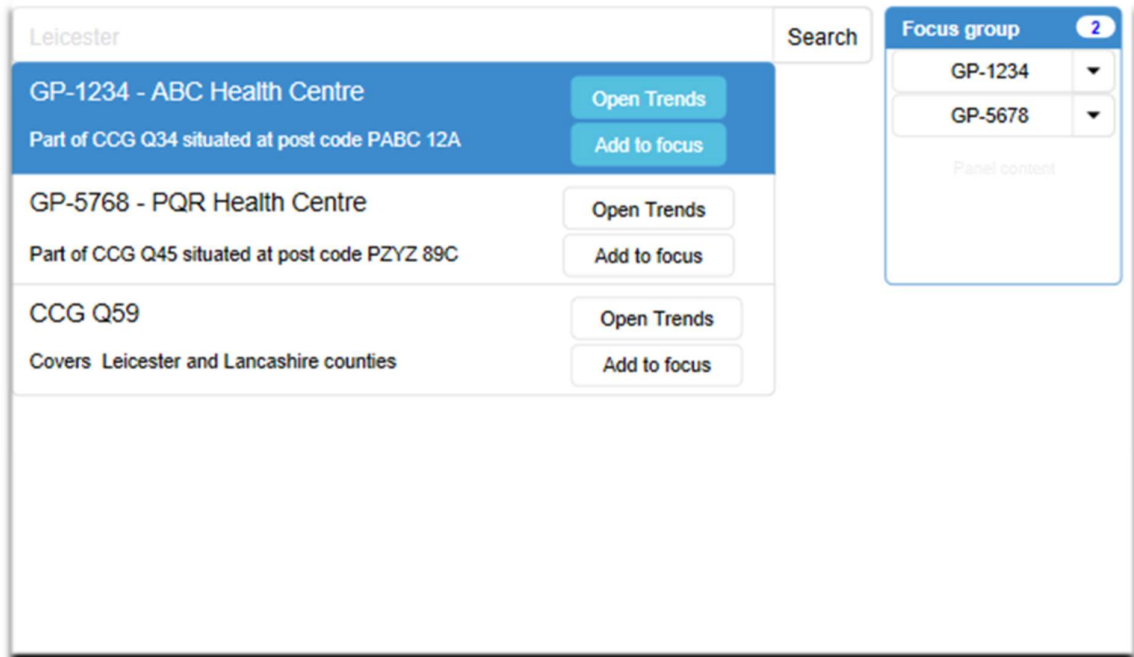 Leicester
Search
GP-1234 - ABC Health Centre
Open Trends
Part of CCG Q34 situated at post code PABC 12A
Add to focus
GP-5768 - PQR Health Centre
Open Trends
Part of CCG Q45 situated at post code PZYZ 89C
Add to focus
CCG Q59
Open Trends
Covers Leicester and Lancashire counties
Add to focus
Focus group 2
GP-1234
GP-5678
Panel content